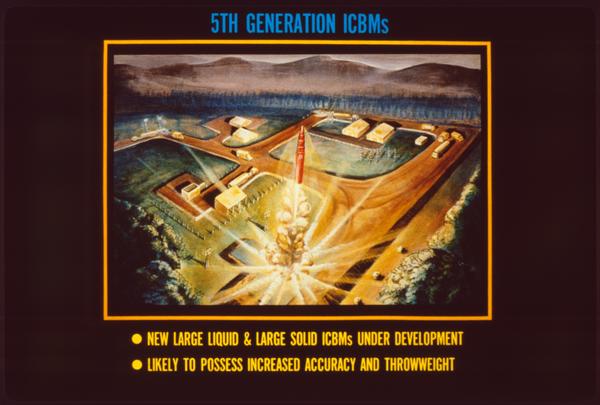 5TH GENERATION ICBMs
● NEW LARGE LIQUID & LARGE SOLID ICBMs UNDER DEVELOPMENT
● LIKELY TO POSSESS INCREASED ACCURACY AND THROWWEIGHT